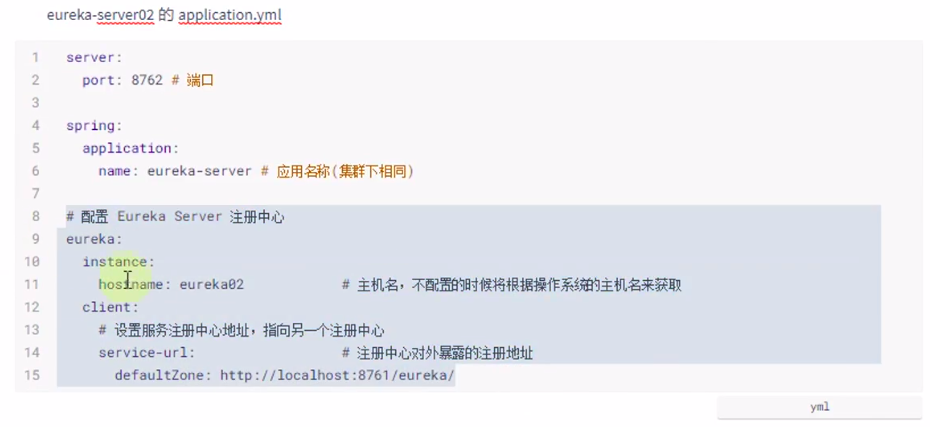 eureka-server02 的 application.yml
1 server:
2 port: 8762 # 端口
3
4 spring:
5 application:
6 name: eureka-server # 应用名称(集群下相同)
7
8 # 配置 Eureka Server 注册中心
9 eureka:
10 instance:
11 hostname: eureka02 # 主机名，不配置的时候将根据操作系统的主机名来获取
12 client:
13 # 设置服务注册中心地址，指向另一个注册中心
14 service-url: # 注册中心对外暴露的注册地址
15 defaultZone: http://localhost:8761/eureka/
yml